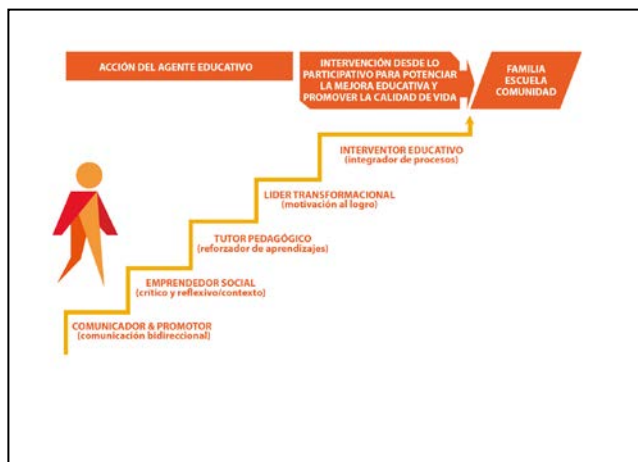 ACCIÓN DEL AGENTE EDUCATIVO
INTERVENCIÓN DESDE LO
PARTICIPATIVO PARA POTENCIAR
LA MEJORA EDUCATIVA Y
PROMOVER LA CALIDAD DE VIDA
FAMILIA
ESCUELA
COMUNIDAD
INTERVENTOR EDUCATIVO
(integrador de procesos)
LIDER TRANSFORMACIONAL
(motivación al logro)
TUTOR PEDAGÓGICO
(reforzador de aprendizajes)
EMPRENDEDOR SOCIAL
(crítico y reflexivo/contexto)
COMUNICADOR & PROMOTOR
(comunicación bidireccional)